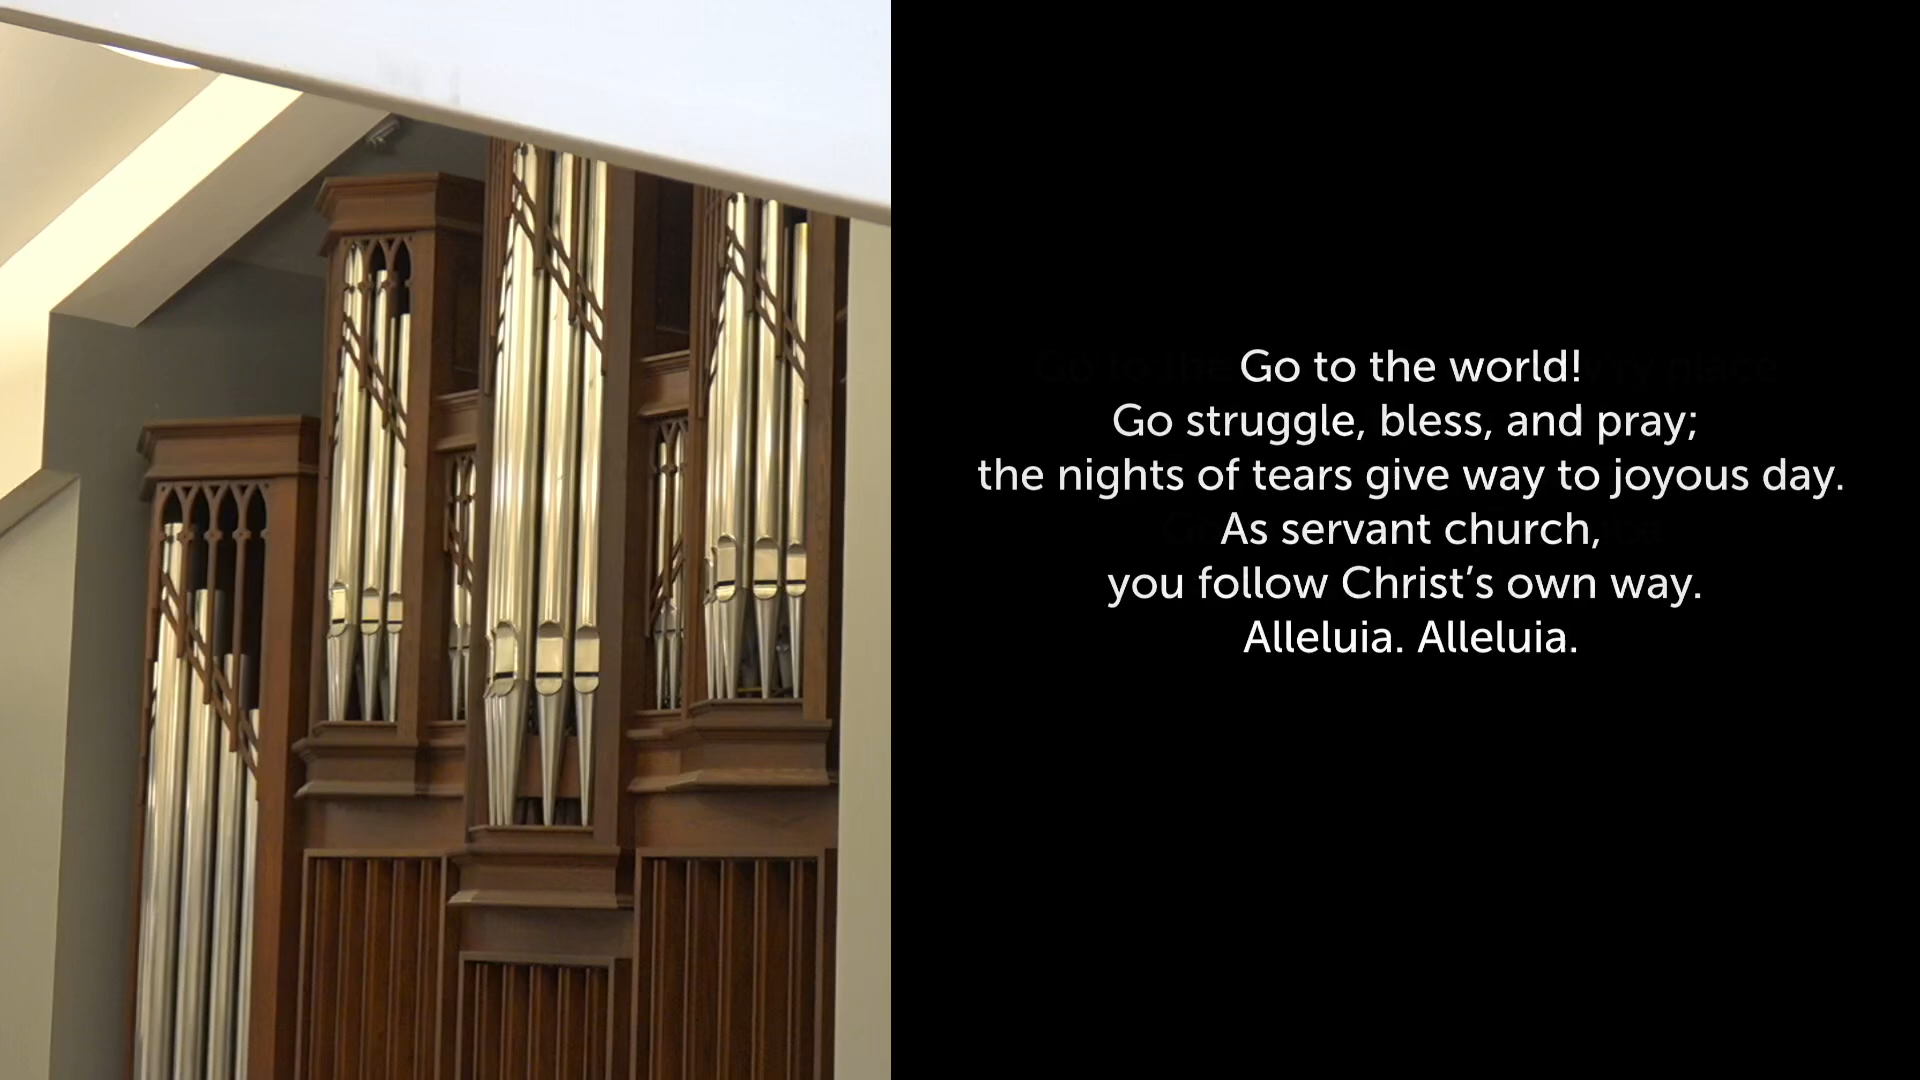 Go to the world!
Go struggle, bless, and pray;
the nights of tears give way to joyous day.
As servant church,
you follow Christ’s own way.
Alleluia. Alleluia.